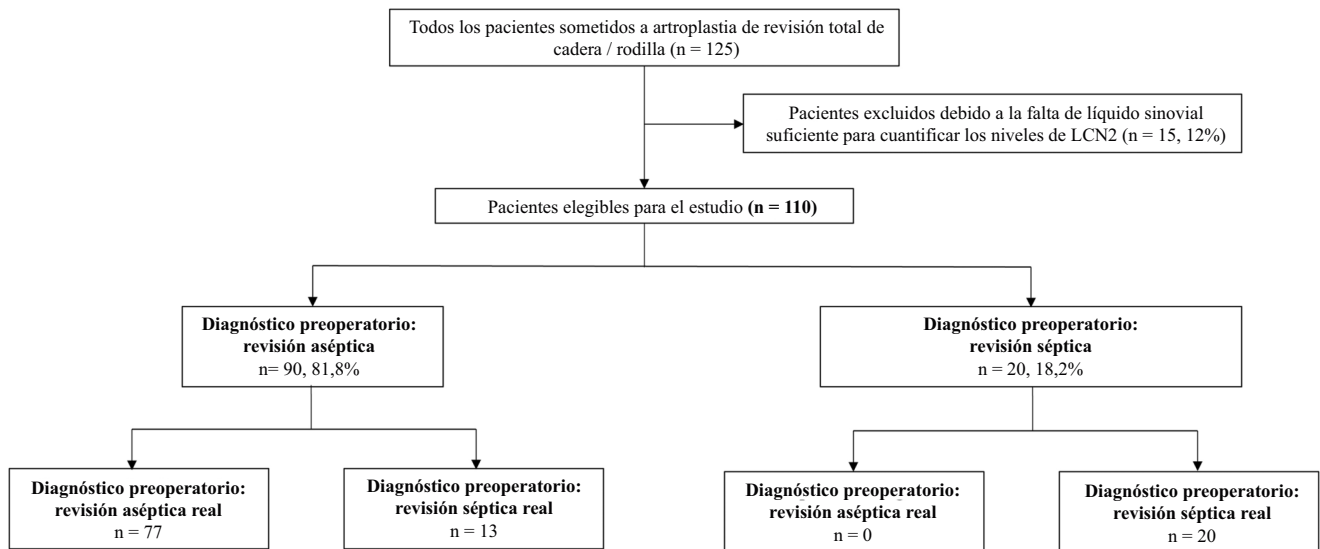 Todos los pacientes sometidos a artroplastia de revisión total de
cadera / rodilla (n = 125)
Pacientes excluidos debido a la falta de líquido sinovial
suficiente para cuantificar los niveles de LCN2 (n = 15, 12%)
Pacientes elegibles para el estudio (n = 110)
Diagnóstico preoperatorio:
revisión aséptica
n= 90, 81,8%
Diagnóstico preoperatorio:
revisión séptica
n = 20, 18,2%
Diagnóstico preoperatorio:
revisión aséptica real
n = 77
Diagnóstico preoperatorio:
revisión séptica real
n = 13
Diagnóstico preoperatorio:
revisión aséptica real
n = 0
Diagnóstico preoperatorio:
revisión séptica real
n = 20